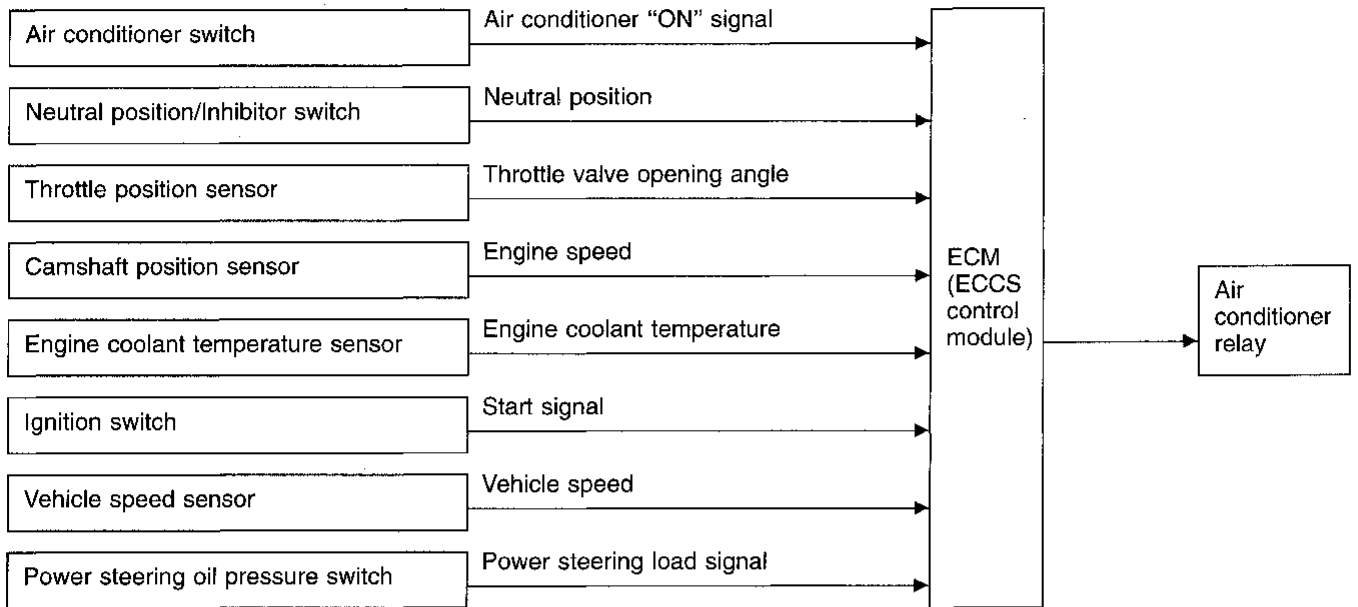 Air conditioner switch
Air conditioner “ON” signal
Neutral position/Inhibitor switch
Neutral position
Throttle position sensor
Throttle valve opening angle
Camshaft position sensor
Engine speed
Engine coolant temperature sensor
Engine coolant temperature
Ignition switch
Start signal
Vehicle speed sensor
Vehicle speed
Power steering oil pressure switch
Power steering load signal
ECM
(ECCS
control
module)
Air
conditioner
relay